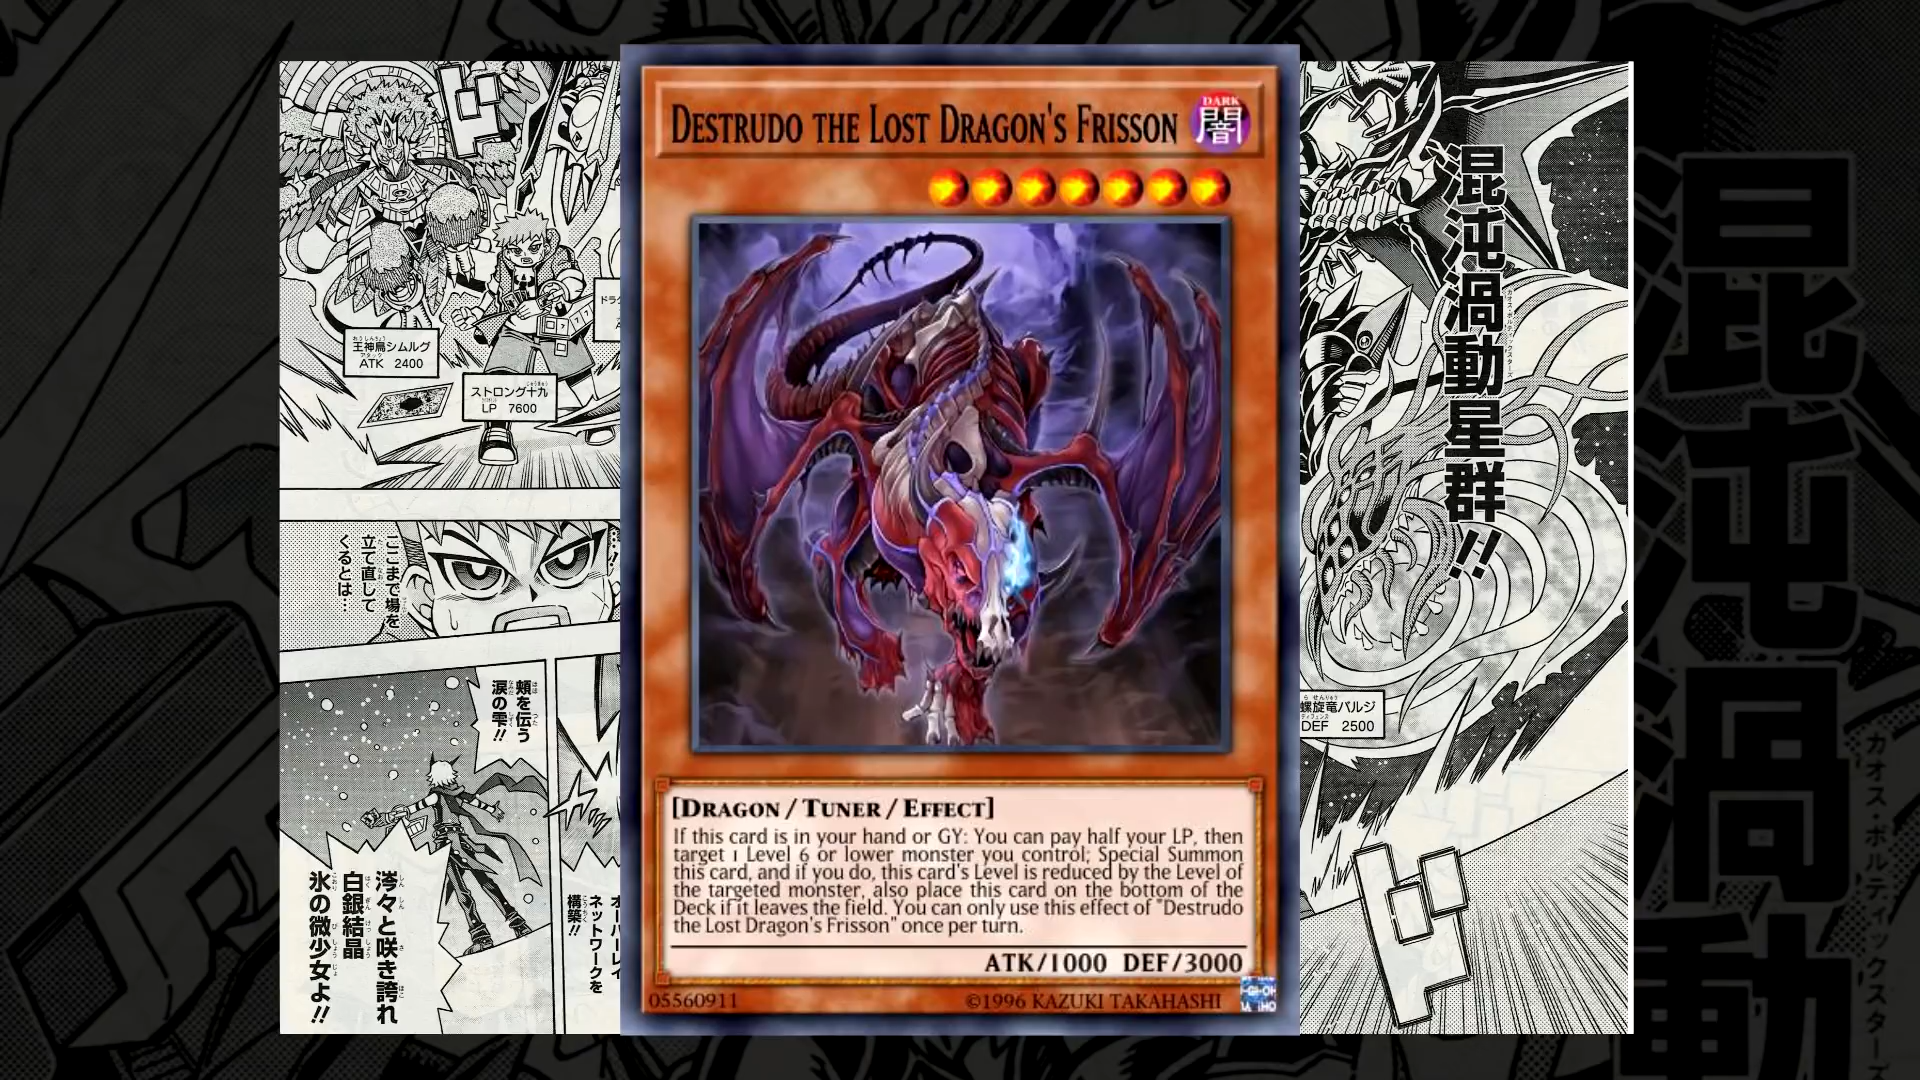 DESTRUDO THE LOST DRAGON'S FRISSON
DARK
闇
[DRAGON / TUNER / EFFECT]
If this card is in your hand or GY: You can pay half your LP, then
target 1 Level 6 or lower monster you control; Special Summon
this card, and if you do, this card's Level is reduced by the Level of
the targeted monster, also place this card on the bottom of the
Deck if it leaves the field. You can only use this effect of "Destrudo
the Lost Dragon's Frisson" once per turn.
ATK/1000 DEF/3000
05560911
©1996 KAZUKI TAKAHASHI
王神鳥シムルグ
ATK 2400
ストロング十九
LP 7600
ここまで場を
立て直して
くるとは…
頬を伝う
涙の雫!!
澪々と咲き誇れ
白銀結晶
氷の微少女よ!!
オーバーレイ
ネットワークを
構築!!
混沌渦動星群!!
螺旋竜バルジ
DEF 2500
混沌渦動
カオス・ボルティックスターズ